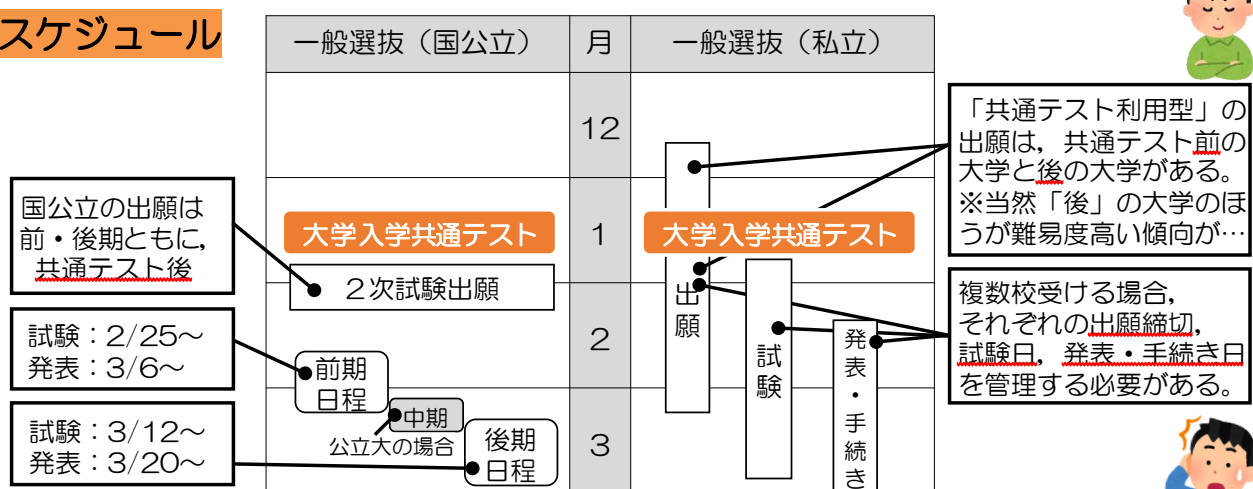 スケジュール
一般選抜（国公立）
月
一般選抜（私立）
12
1
2
3
大学入学共通テスト
大学入学共通テスト
２次試験出願
前期
日程
中期
公立大の場合
後期
日程
出願
試験
発表・手続き
国公立の出願は
前・後期ともに，
共通テスト後
試験：2/25～
発表：3/6～
試験：3/12～
発表：3/20～
「共通テスト利用型」の
出願は，共通テスト前の
大学と後の大学がある。
※当然「後」の大学のほ
うが難易度高い傾向が…
複数校受ける場合，
それぞれの出願締切，
試験日，発表・手続き日
を管理する必要がある。